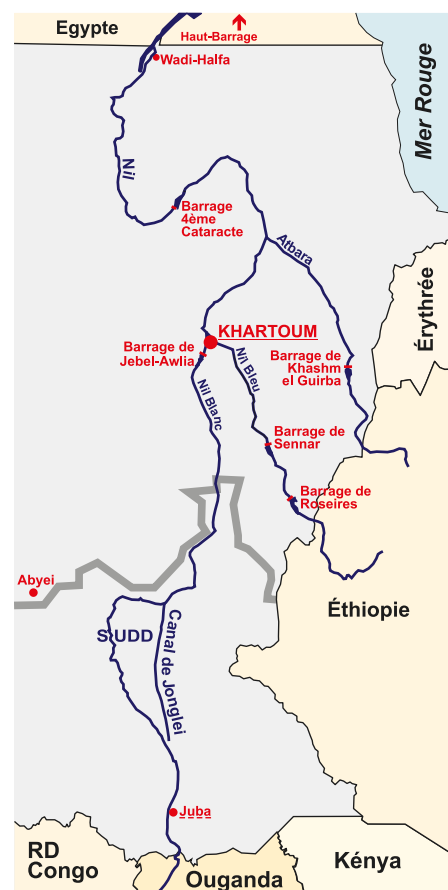 Egypte
Haut-Barrage
Wadi-Halfa
Mer Rouge
Nil
Barrage
4ème
Cataracte
Atbara
Érythrée
KHARTOUM
Barrage de
Jebel-Awlia
Nil Bleu
Barrage de
Khashm
el Guirba
Nil Blanc
Barrage de
Sennar
Barrage de
Roseires
Abyei
Éthiopie
SUDD
Canal de Jonglei
Juba
RD
Congo
Ouganda
Kénya